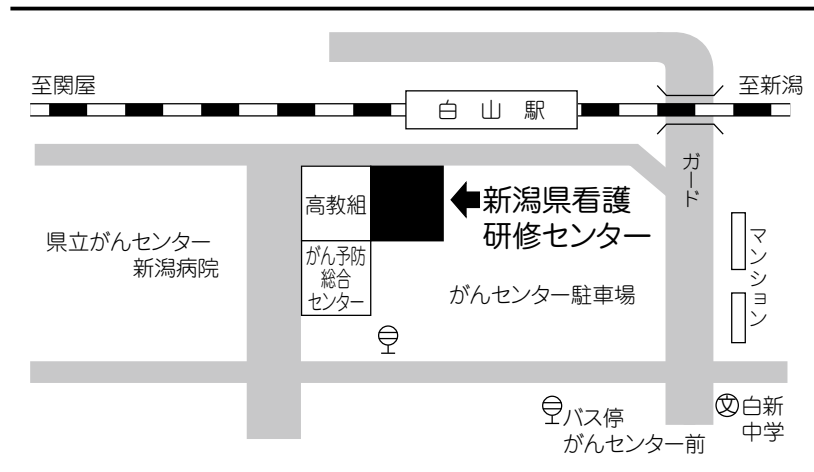 至関屋
至新潟
白山駅
ガード
高教組
新潟県看護
研修センター
県立がんセンター
新潟病院
がん予防
総合
センター
がんセンター駐車場
マンション
バス停
がんセンター前
文
白新
中学